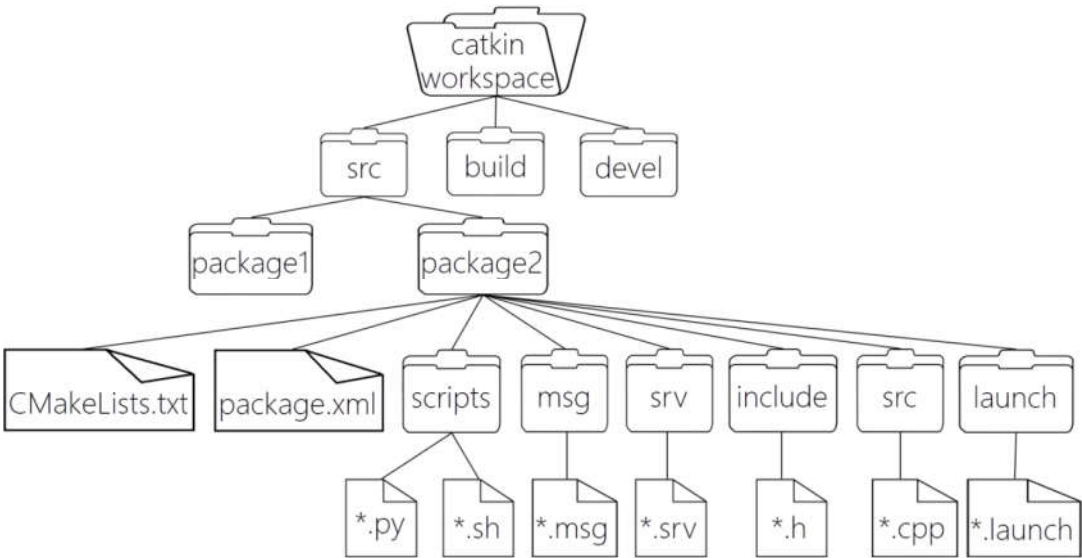 catkin
workspace
src
build
devel
package1
package2
CMakeLists.txt
package.xml
scripts
msg
srv
include
src
launch
*.py
*.sh
*.msg
*.srv
*.h
*.cpp
*.launch